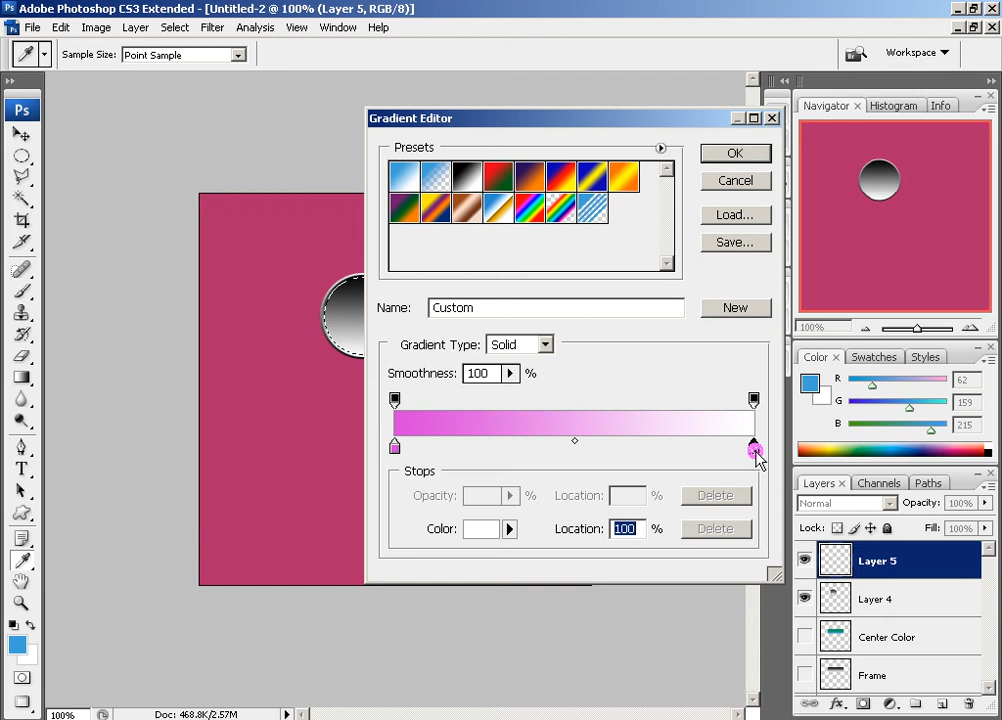 Adobe Photoshop CS3 Extended - [Untitled-2 @ 100% (Layer 5, RGB/8)]
File Edit Image Layer Select Filter Analysis View Window Help
Sample Size: Point Sample
Workspace
Ps
Gradient Editor
Presets
OK
Cancel
Load...
Save...
Name: Custom
New
Gradient Type: Solid
Smoothness: 100 %
Stops
Opacity: % Location: % Delete
Color: Location: 100 % Delete
Navigator Histogram Info
100%
Color Swatches Styles
R 62
G 159
B 215
Layers Channels Paths
Normal Opacity: 100%
Lock: Fill: 100%
Layer 5
Layer 4
Center Color
Frame
T
100% Doc: 468.8K/2.57M